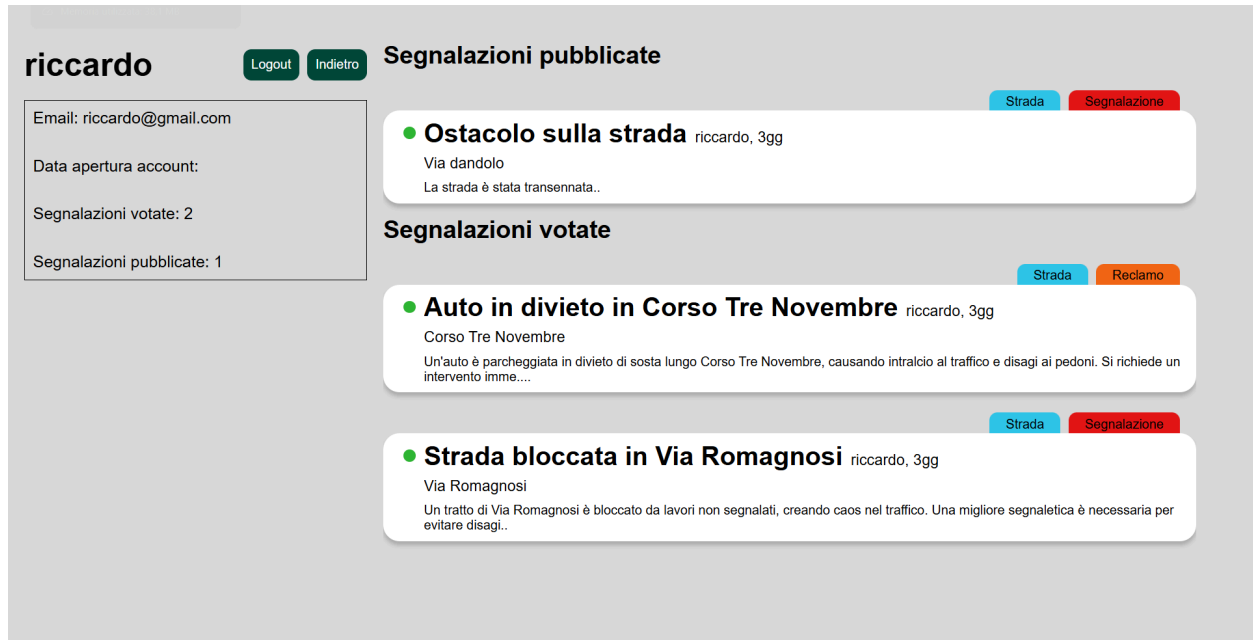 riccardo
Logout
Indietro
Email: riccardo@gmail.com
Data apertura account:
Segnalazioni votate: 2
Segnalazioni pubblicate: 1
Segnalazioni pubblicate
Strada
Segnalazione
Ostacolo sulla strada riccardo, 3gg
Via dandolo
La strada è stata transennata..
Segnalazioni votate
Strada
Reclamo
Auto in divieto in Corso Tre Novembre riccardo, 3gg
Corso Tre Novembre
Un'auto è parcheggiata in divieto di sosta lungo Corso Tre Novembre, causando intralcio al traffico e disagi ai pedoni. Si richiede un
intervento imme....
Strada
Segnalazione
Strada bloccata in Via Romagnosi riccardo, 3gg
Via Romagnosi
Un tratto di Via Romagnosi è bloccato da lavori non segnalati, creando caos nel traffico. Una migliore segnaletica è necessaria per
evitare disagi..